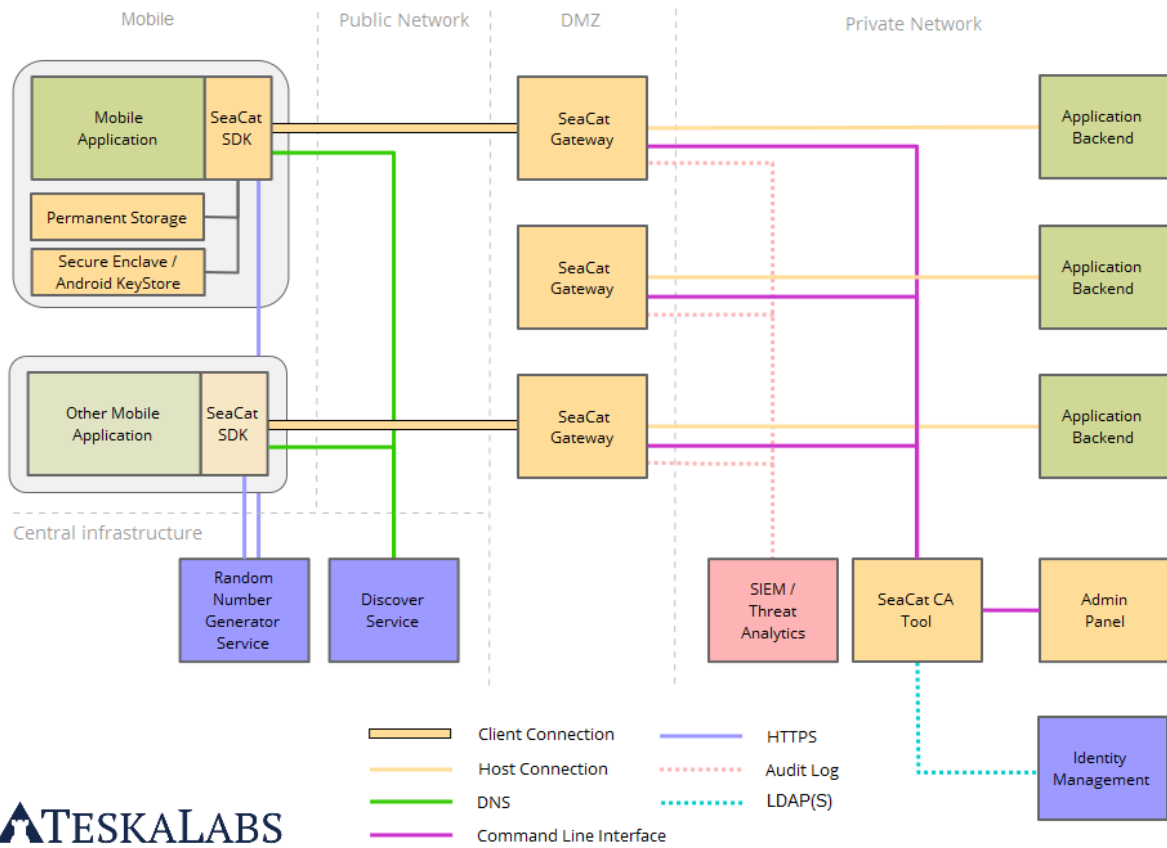 Mobile
Public Network
DMZ
Private Network
Mobile
Application
SeaCat
SDK
SeaCat
Gateway
Application
Backend
Permanent Storage
Secure Enclave /
Android KeyStore
SeaCat
Gateway
Application
Backend
Other Mobile
Application
SeaCat
SDK
SeaCat
Gateway
Application
Backend
Central infrastructure
Random
Number
Generator
Service
Discover
Service
SIEM /
Threat
Analytics
SeaCat CA
Tool
Admin
Panel
Identity
Management
Client Connection
HTTPS
Host Connection
Audit Log
DNS
LDAP(S)
Command Line Interface
TESKALABS